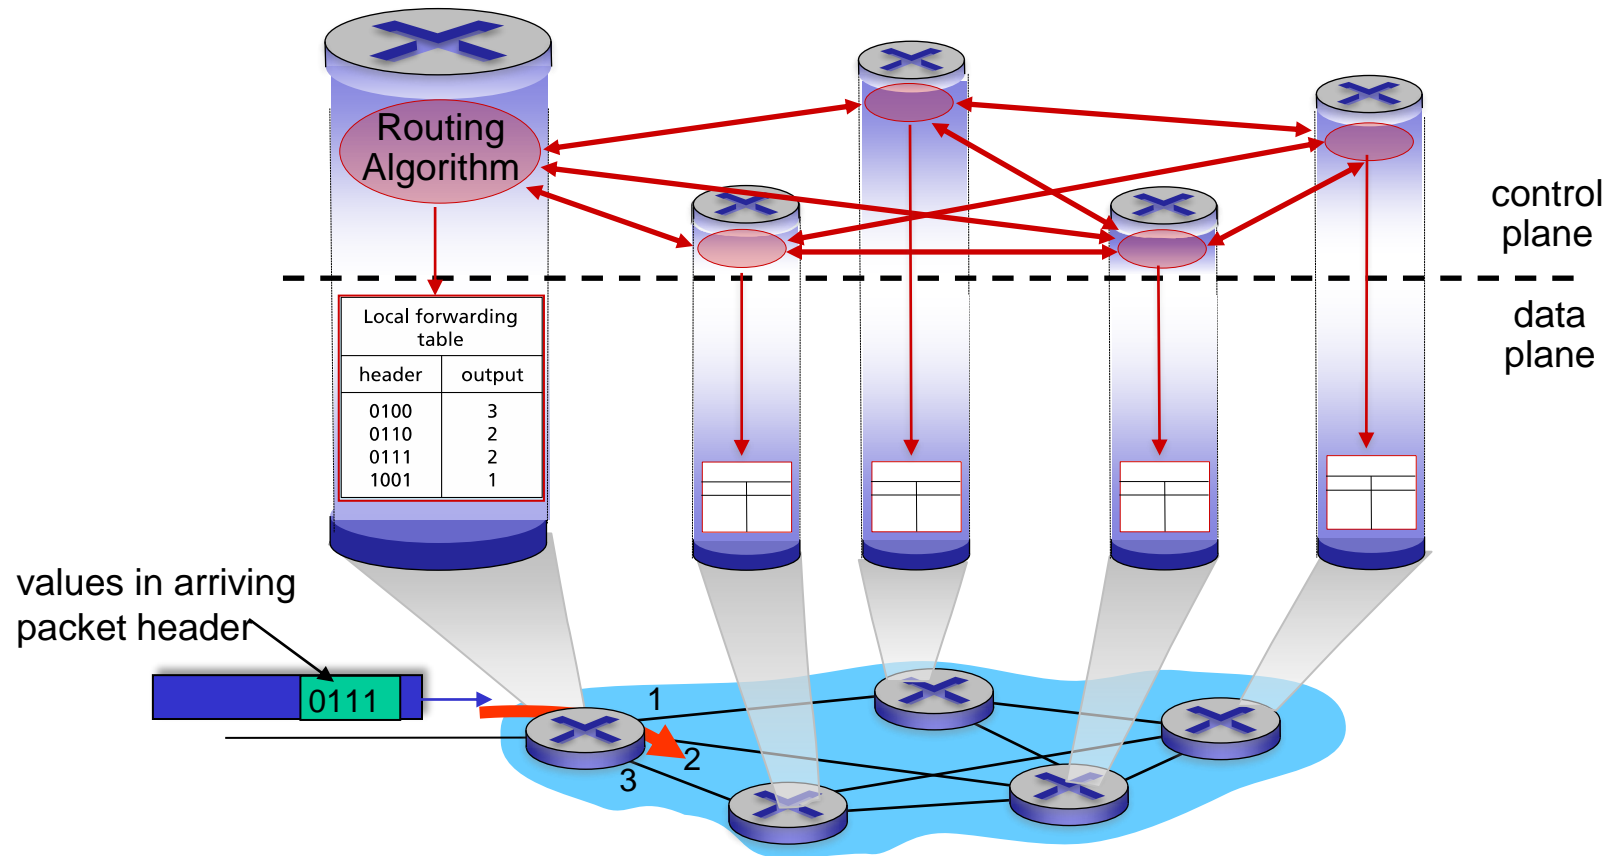 Routing
Algorithm
control
plane
data
plane
Local forwarding
table
header output
0100 3
0110 2
0111 2
1001 1
values in arriving
packet header
0111
1
2
3